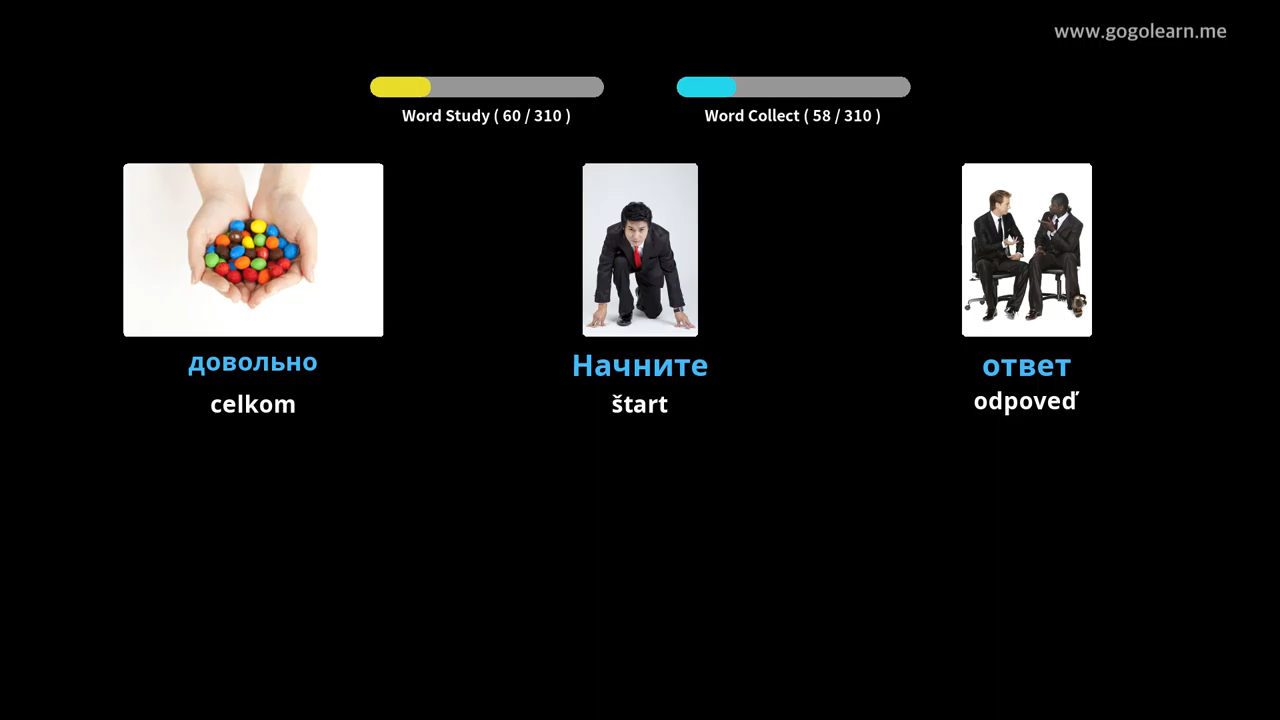 www.gogolearn.me
Word Study ( 60 / 310 )
Word Collect ( 58 / 310 )
довольно
Начните
ответ
celkom
štart
odpoveď